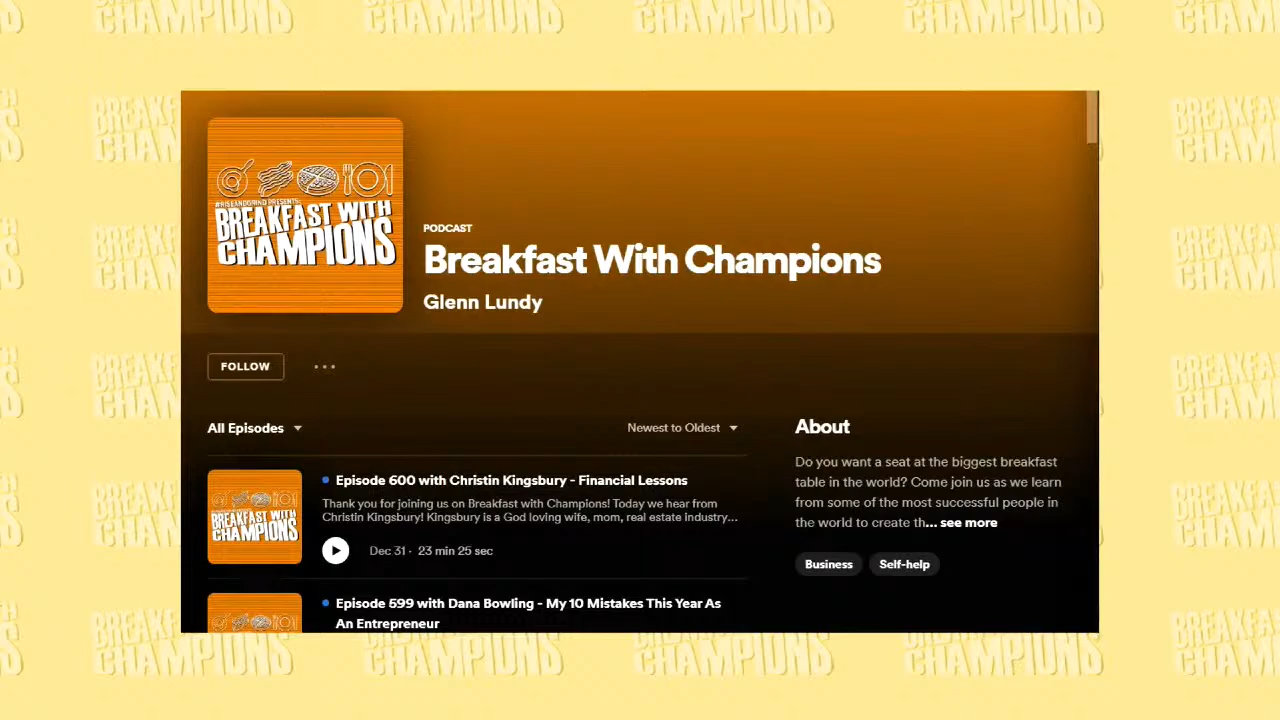 #RISEANDGRIND PRESENTS:
BREAKFAST WITH
CHAMPIONS
PODCAST
Breakfast With Champions
Glenn Lundy
FOLLOW
All Episodes
Newest to Oldest
BREAKFAST WITH
CHAMPIONS
Episode 600 with Christin Kingsbury - Financial Lessons
Thank you for joining us on Breakfast with Champions! Today we hear from
Christin Kingsbury! Kingsbury is a God loving wife, mom, real estate industry...
Dec 31 · 23 min 25 sec
Episode 599 with Dana Bowling - My 10 Mistakes This Year As
An Entrepreneur
About
Do you want a seat at the biggest breakfast
table in the world? Come join us as we learn
from some of the most successful people in
the world to create th... see more
Business
Self-help